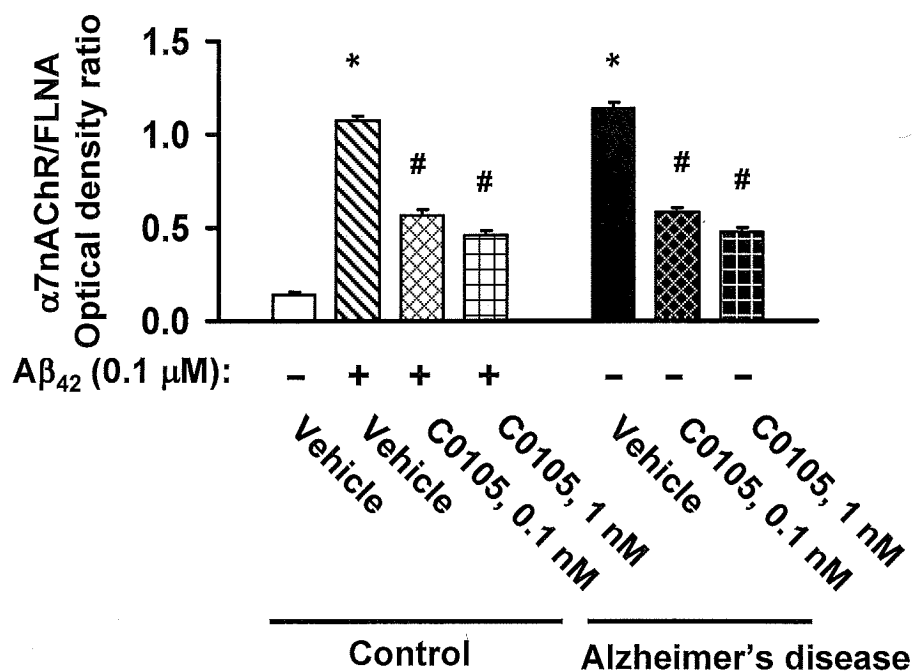 α7nAChR/FLNA
Optical density ratio
1.5
1.0
0.5
0.0
*
#
#
*
#
#
Aβ₄₂ (0.1 μM): – + + + – – –
Vehicle
Vehicle
C0105, 0.1 nM
C0105, 1 nM
Vehicle
C0105, 0.1 nM
C0105, 1 nM
Control
Alzheimer's disease